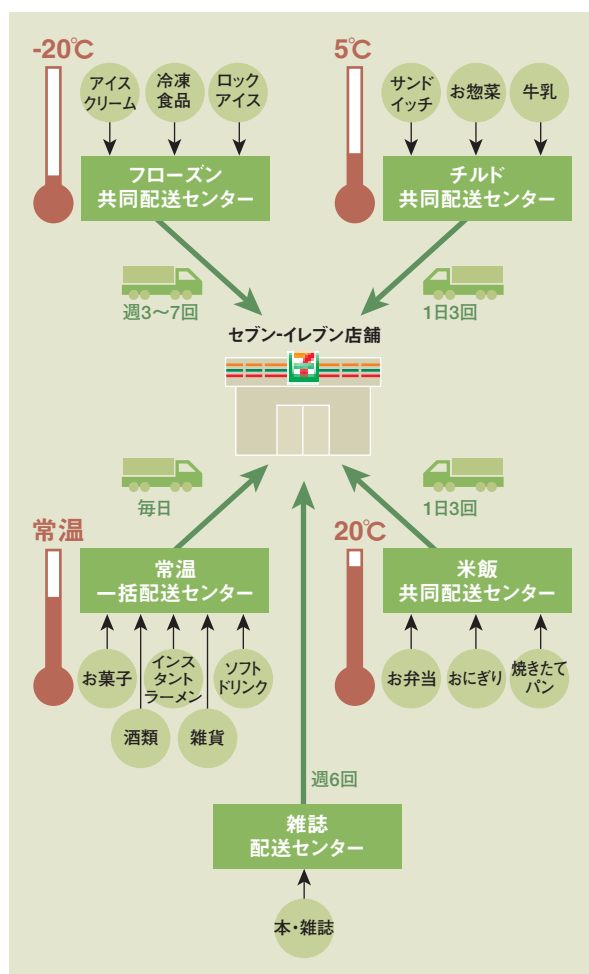 -20℃
アイス
クリーム
冷凍
食品
ロック
アイス
フローズン
共同配送センター
週3〜7回
5℃
サンド
イッチ
お惣菜
牛乳
チルド
共同配送センター
1日3回
セブン-イレブン店舗
毎日
常温
常温
一括配送センター
お菓子
酒類
インス
タント
ラーメン
雑貨
ソフト
ドリンク
1日3回
20℃
米飯
共同配送センター
お弁当
おにぎり
焼きたて
パン
週6回
雑誌
配送センター
本・雑誌